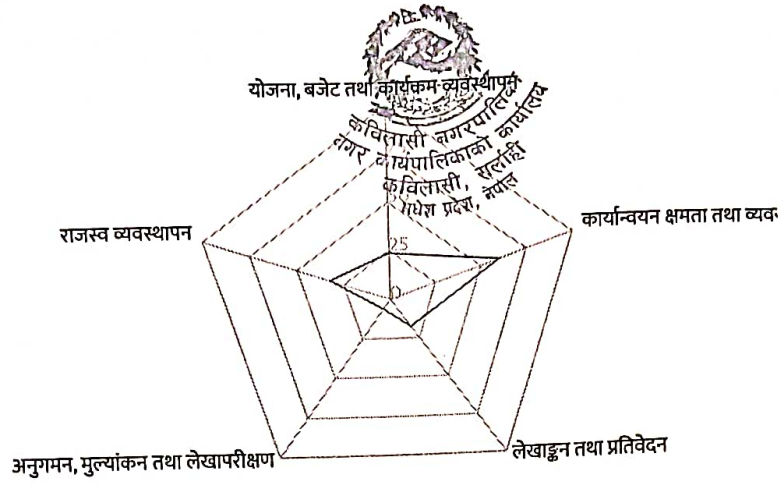 योजना, बजेट तथा कार्यक्रम व्यवस्थापन
कविलासी नगरपालिका
नगर कार्यपालिकाको कार्यालय
कविलासी, सर्लाही
मधेश प्रदेश, नेपाल
कार्यान्वयन क्षमता तथा
राजस्व व्यवस्थापन
25
0
अनुगमन, मुल्यांकन तथा लेखापरीक्षण
लेखाङ्कन तथा प्रतिवेदन